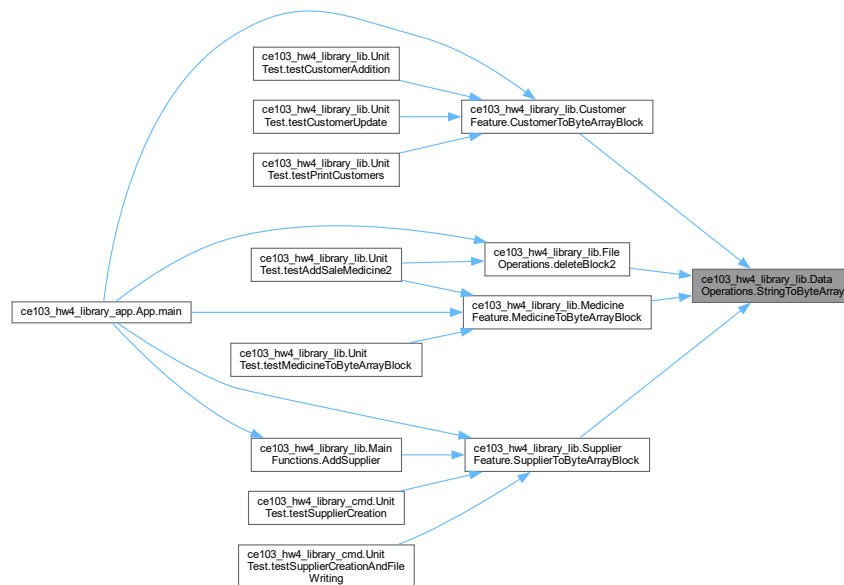 ce103_hw4_library_lib.Unit
Test.testCustomerAddition
ce103_hw4_library_lib.Customer
Feature.CustomerToByteArrayBlock
ce103_hw4_library_lib.Unit
Test.testCustomerUpdate
ce103_hw4_library_lib.Unit
Test.testPrintCustomers
ce103_hw4_library_lib.File
Operations.deleteBlock2
ce103_hw4_library_lib.Unit
Test.testAddSaleMedicine2
ce103_hw4_library_lib.Data
Operations.StringToByteArray
ce103_hw4_library_app.App.main
ce103_hw4_library_lib.Medicine
Feature.MedicineToByteArrayBlock
ce103_hw4_library_lib.Unit
Test.testMedicineToByteArrayBlock
ce103_hw4_library_lib.Main
Functions.AddSupplier
ce103_hw4_library_lib.Supplier
Feature.SupplierToByteArrayBlock
ce103_hw4_library_cmd.Unit
Test.testSupplierCreation
ce103_hw4_library_cmd.Unit
Test.testSupplierCreationAndFile
Writing